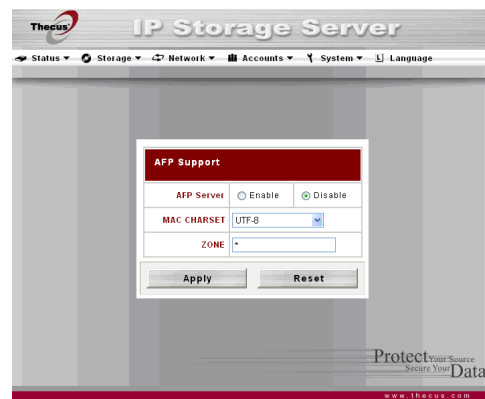 Thecus
IP Storage Server
Status Storage Network Accounts System L Language
AFP Support
AFP Server Enable Disable
MAC CHARSET UTF-8
ZONE *
Apply Reset
Protect Your Source
Secure Your Data
www.thecus.com